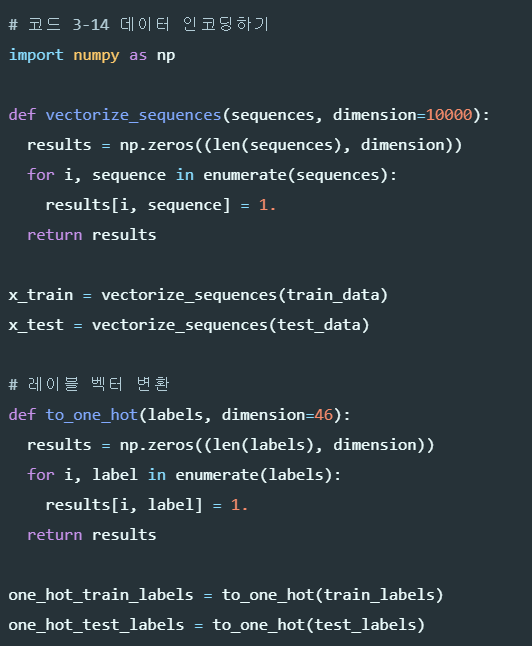 # 코드 3-14 데이터 인코딩하기
import numpy as np
def vectorize_sequences(sequences, dimension=10000):
  results = np.zeros((len(sequences), dimension))
  for i, sequence in enumerate(sequences):
    results[i, sequence] = 1.
  return results
x_train = vectorize_sequences(train_data)
x_test = vectorize_sequences(test_data)
# 레이블 벡터 변환
def to_one_hot(labels, dimension=46):
  results = np.zeros((len(labels), dimension))
  for i, label in enumerate(labels):
    results[i, label] = 1.
  return results
one_hot_train_labels = to_one_hot(train_labels)
one_hot_test_labels = to_one_hot(test_labels)